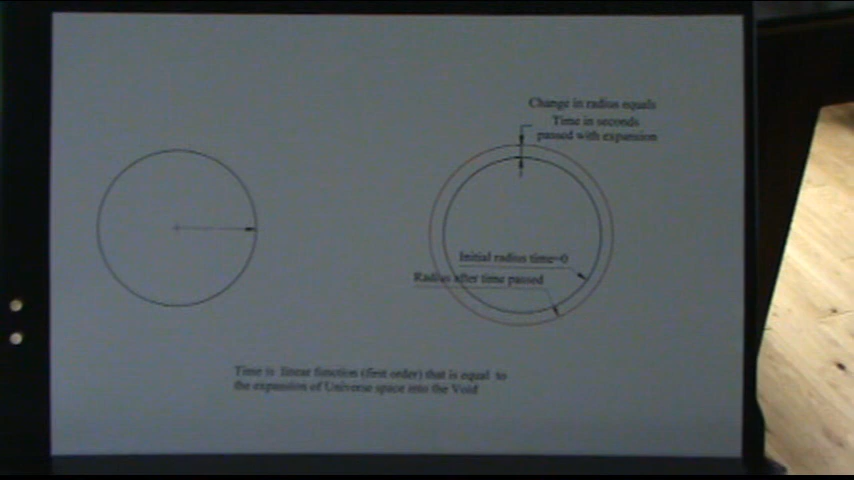 Change in radius equals
Time in seconds
passed with expansion
Initial radius time=0
Radius after time passed
Time is linear function (first order) that is equal to
the expansion of Universe space into the Void